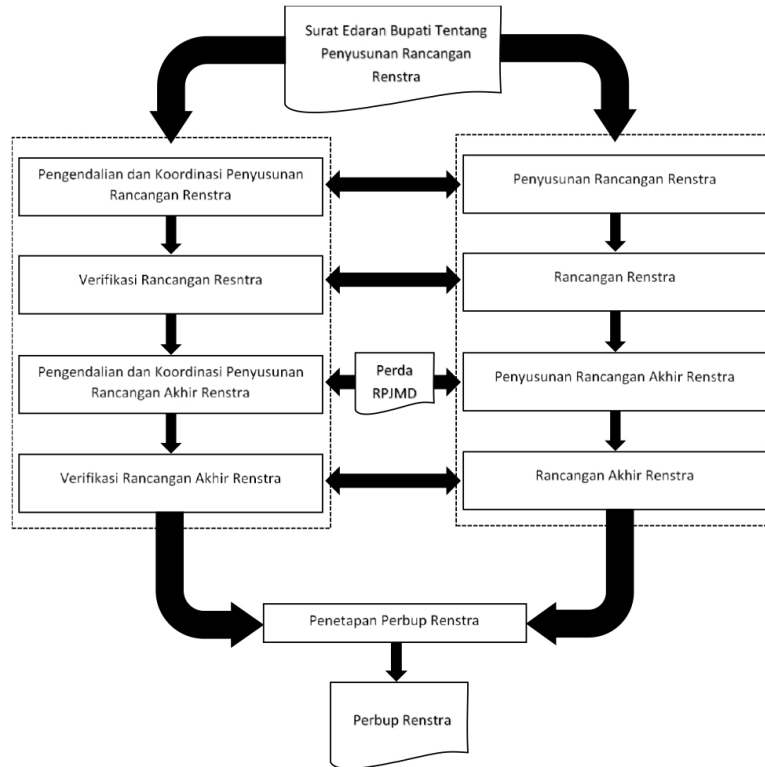 Surat Edaran Bupati Tentang
Penyusunan Rancangan
Renstra
Pengendalian dan Koordinasi Penyusunan
Rancangan Renstra
Penyusunan Rancangan Renstra
Verifikasi Rancangan Resntra
Rancangan Renstra
Pengendalian dan Koordinasi Penyusunan
Rancangan Akhir Renstra
Perda
RPJMD
Penyusunan Rancangan Akhir Renstra
Verifikasi Rancangan Akhir Renstra
Rancangan Akhir Renstra
Penetapan Perbup Renstra
Perbup Renstra